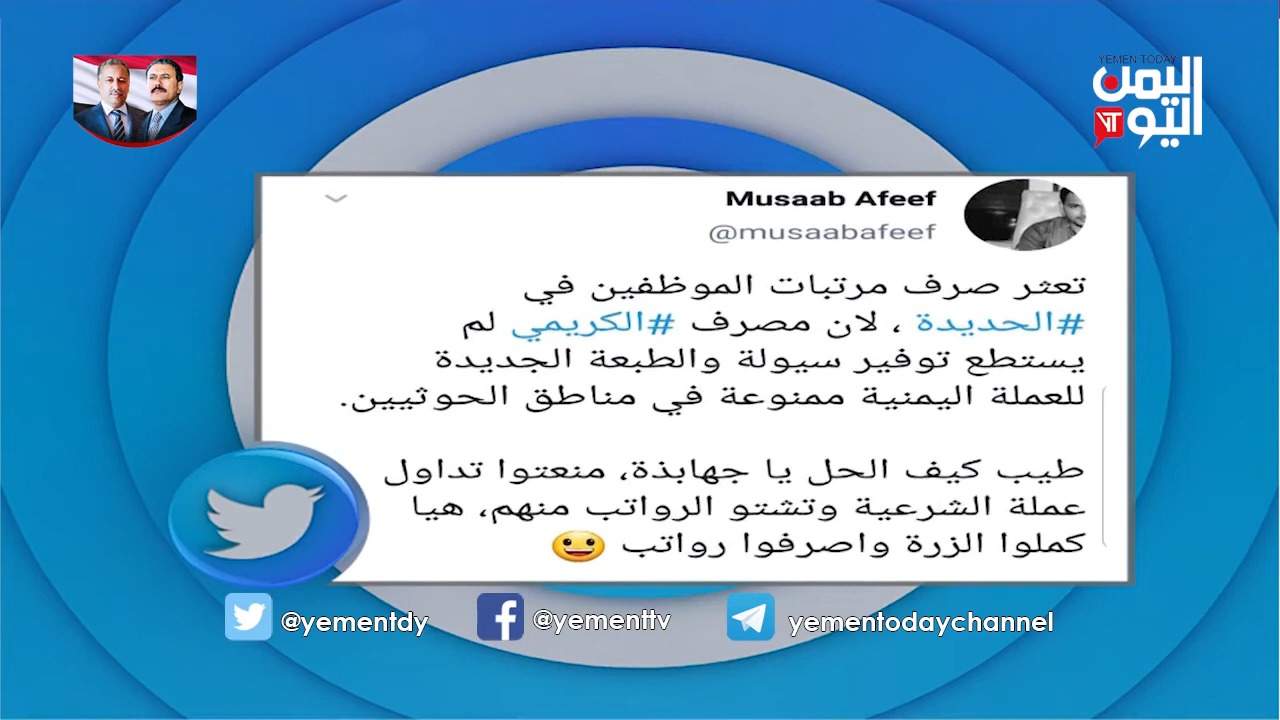 YEMEN TODAY
اليمن
اليوم
YT
Musaab Afeef
@musaabafeef
تعثر صرف مرتبات الموظفين في
#الحديدة ، لان مصرف #الكريمي لم
يستطع توفير سيولة والطبعة الجديدة
للعملة اليمنية ممنوعة في مناطق الحوثيين.
طيب كيف الحل يا جهابذة، منعتوا تداول
عملة الشرعية وتشتو الرواتب منهم، هيا
كملوا الزرة واصرفوا رواتب 😀
@yementdy
@yementtv
yementodaychannel